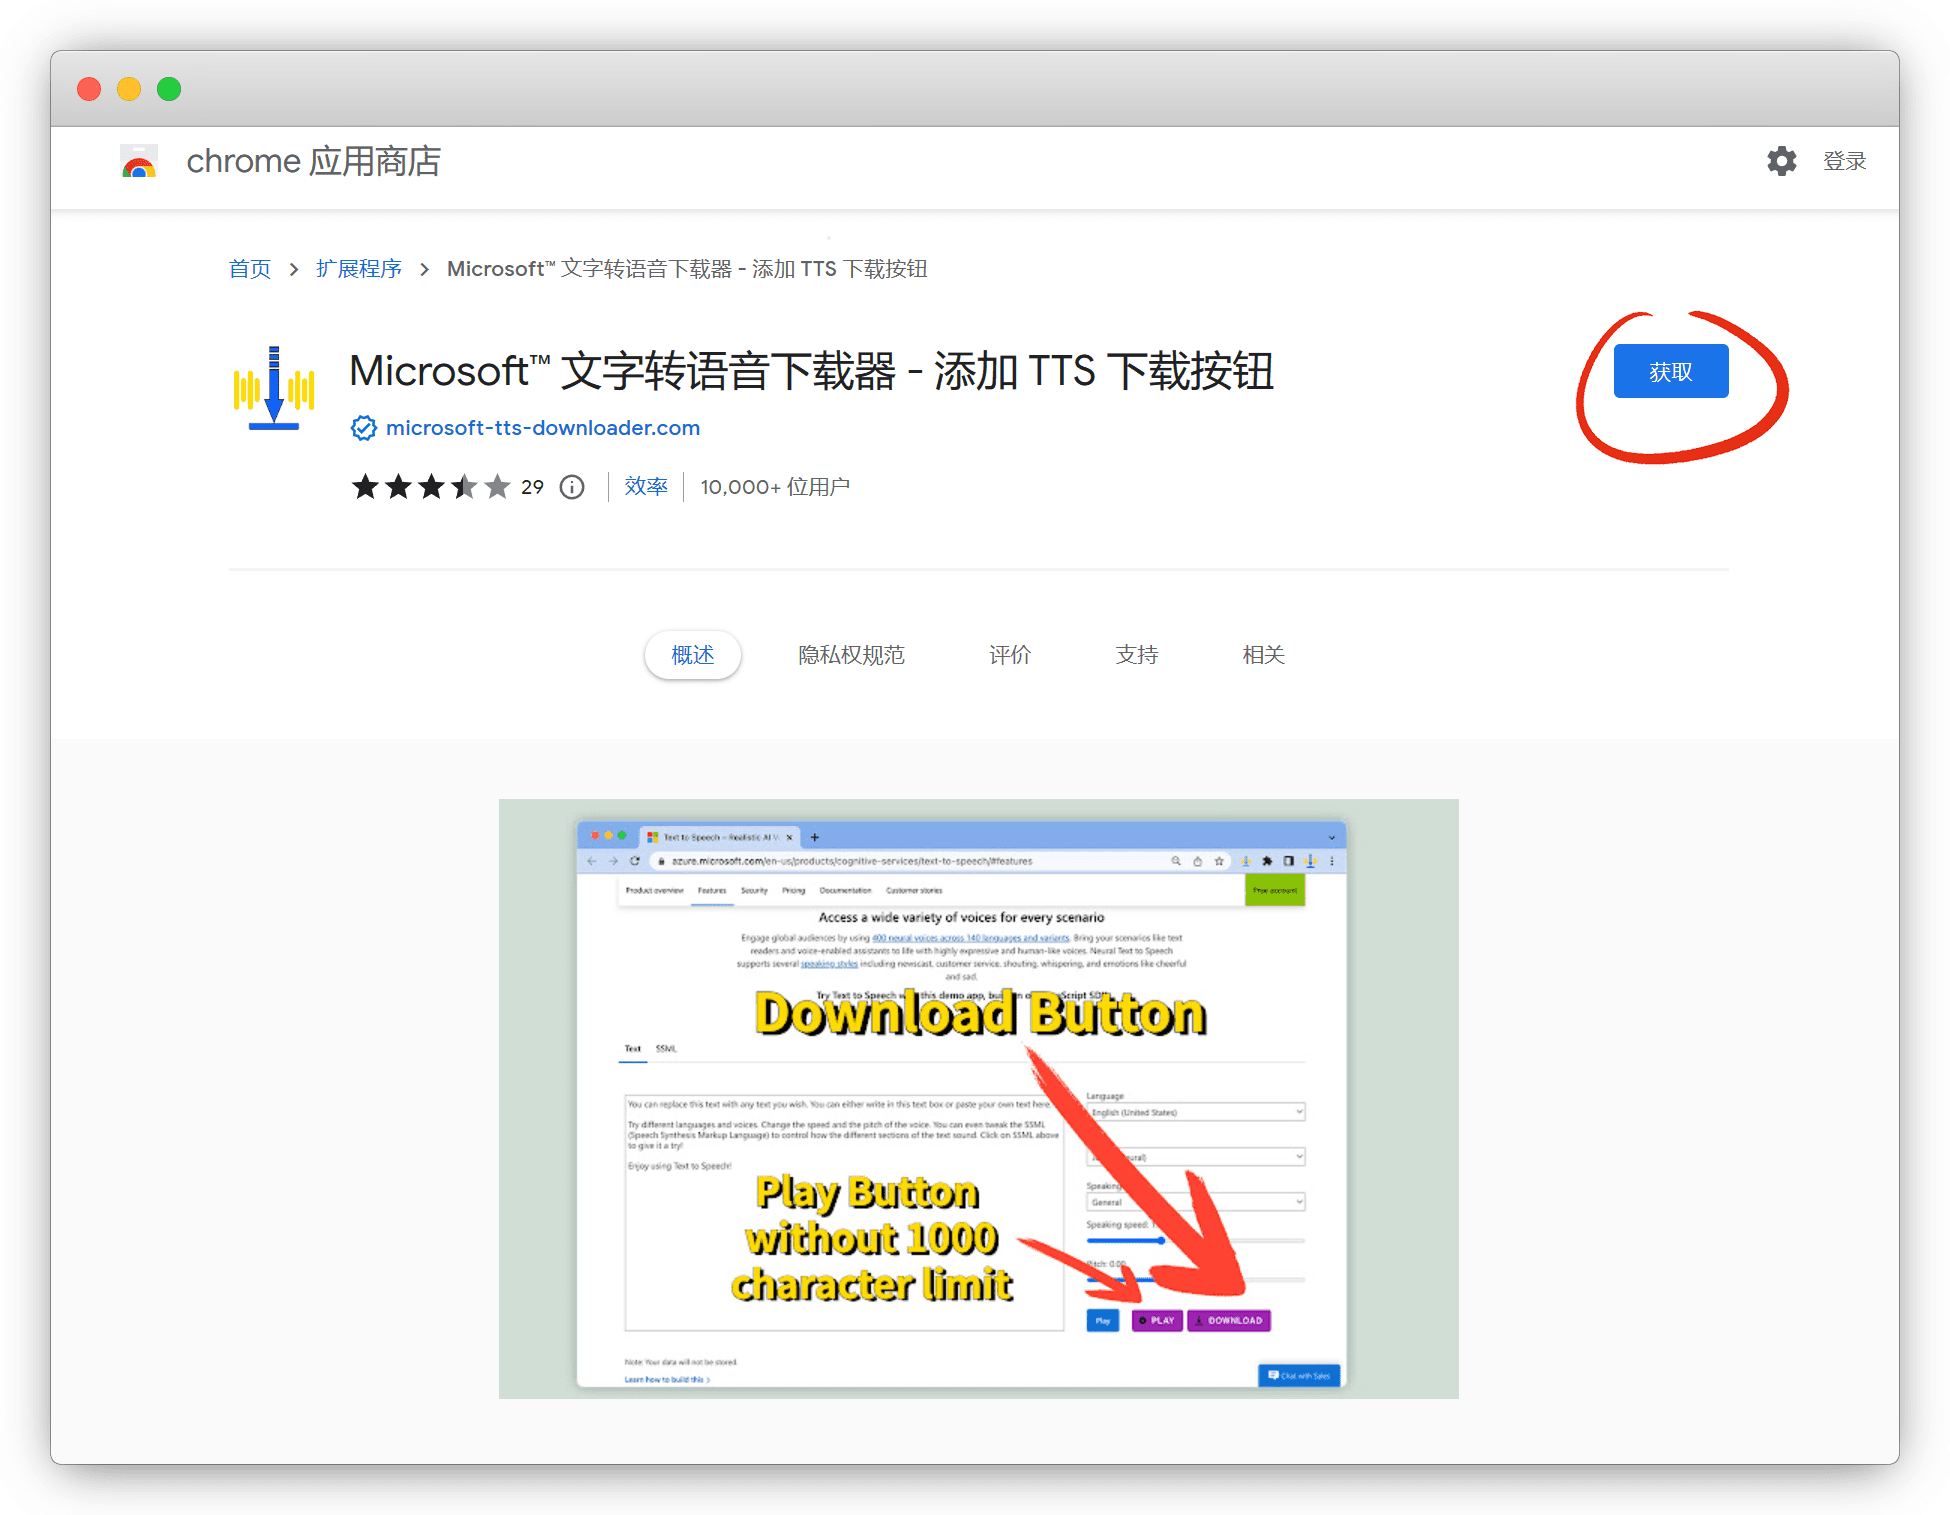 chrome 应用商店
登录
首页 > 扩展程序 > Microsoft™ 文字转语音下载器 - 添加 TTS 下载按钮
Microsoft™ 文字转语音下载器 - 添加 TTS 下载按钮
获取
microsoft-tts-downloader.com
29
效率
10,000+ 位用户
概述
隐私权规范
评价
支持
相关
Text to Speech – Realistic AI V
azure.microsoft.com/en-us/products/cognitive-services/text-to-speech/#features
Product overview
Features
Security
Pricing
Documentation
Customer stories
Free account
Access a wide variety of voices for every scenario
Engage global audiences by using 400 neural voices across 140 languages and variants. Bring your scenarios like text
readers and voice-enabled assistants to life with highly expressive and human-like voices. Neural Text to Speech
supports several speaking styles including newscast, customer service, shouting, whispering, and emotions like cheerful
and sad.
Try Text to Speech this demo app,
Download Button
Text
SSML
You can replace this text with any text you wish. You can either write in this text box or paste your own text here.
Try different languages and voices. Change the speed and the pitch of the voice. You can even tweak the SSML
(Speech Synthesis Markup Language) to control how the different sections of the text sound. Click on SSML above
to give it a try!
Enjoy using Text to Speech!
Play Button
without 1000
character limit
Language
English (United States)
Speaking
General
Speaking speed:
Pitch: 0.00
Play
PLAY
DOWNLOAD
Note: Your data will not be stored.
Learn how to build this >
Chat with Sales